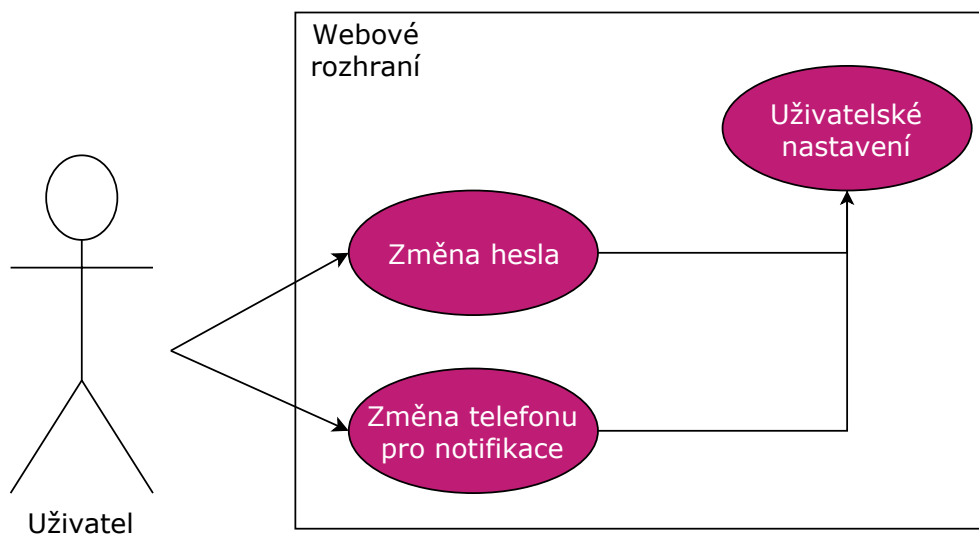 Webové
rozhraní
Uživatelské
nastavení
Změna hesla
Změna telefonu
pro notifikace
Uživatel